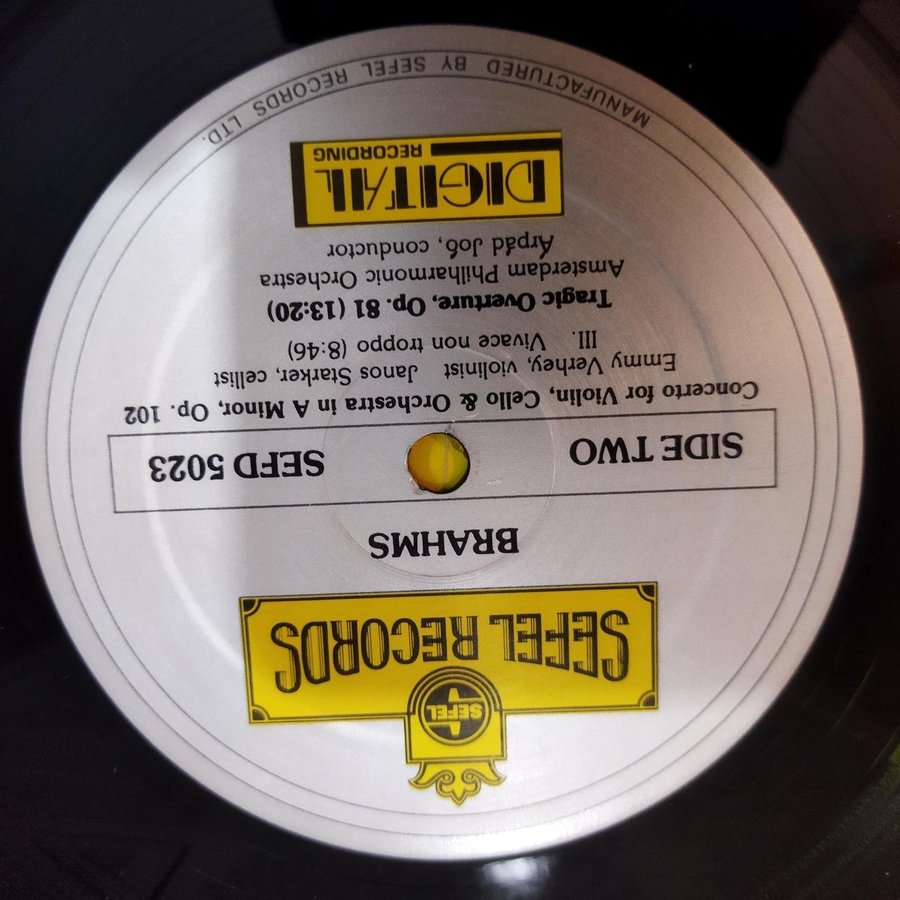 SEFEL
SEFEL RECORDS
BRAHMS
SIDE TWO
SEFD 5023
Concerto for Violin, Cello & Orchestra in A Minor, Op. 102
Emmy Verhey, violinist Janos Starker, cellist
III. Vivace non troppo (8:46)
Tragic Overture, Op. 81 (13:20)
Amsterdam Philharmonic Orchestra
Árpád Joó, conductor
DIGITAL
RECORDING
MANUFACTURED BY SEFEL RECORDS LTD.